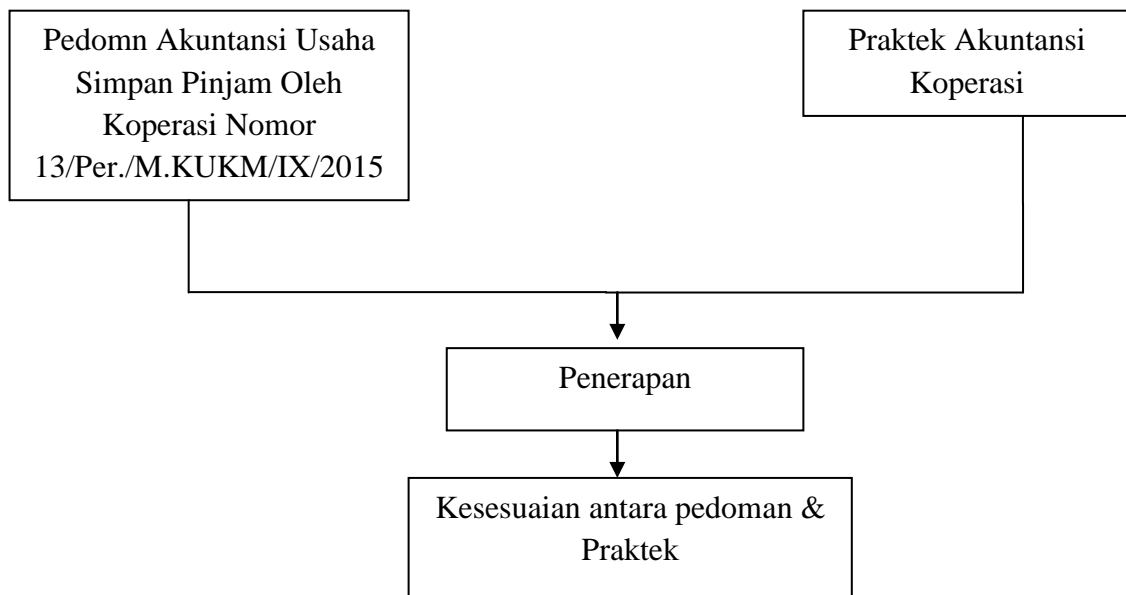 Pedomn Akuntansi Usaha
Simpan Pinjam Oleh
Koperasi Nomor
13/Per./M.KUKM/IX/2015
Praktek Akuntansi
Koperasi
Penerapan
Kesesuaian antara pedoman &
Praktek